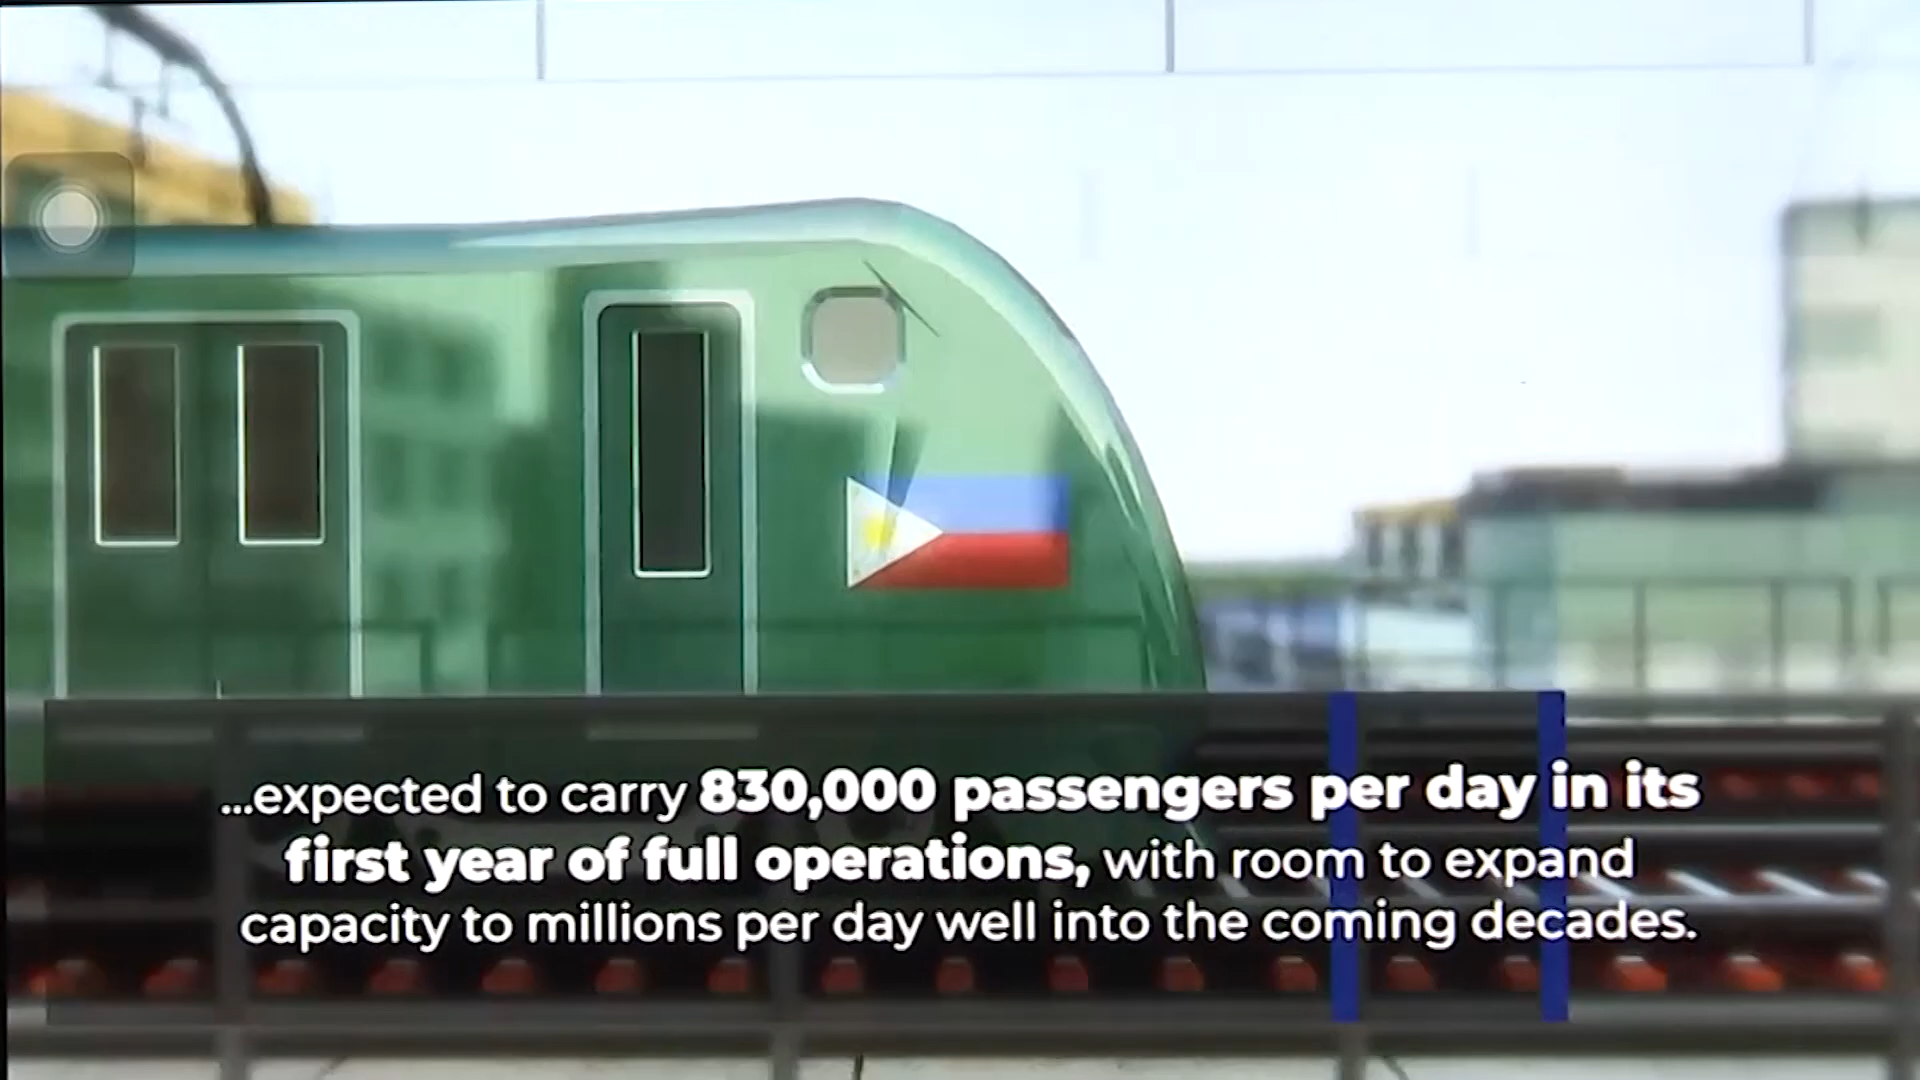 ...expected to carry 830,000 passengers per day in its
first year of full operations, with room to expand
capacity to millions per day well into the coming decades.